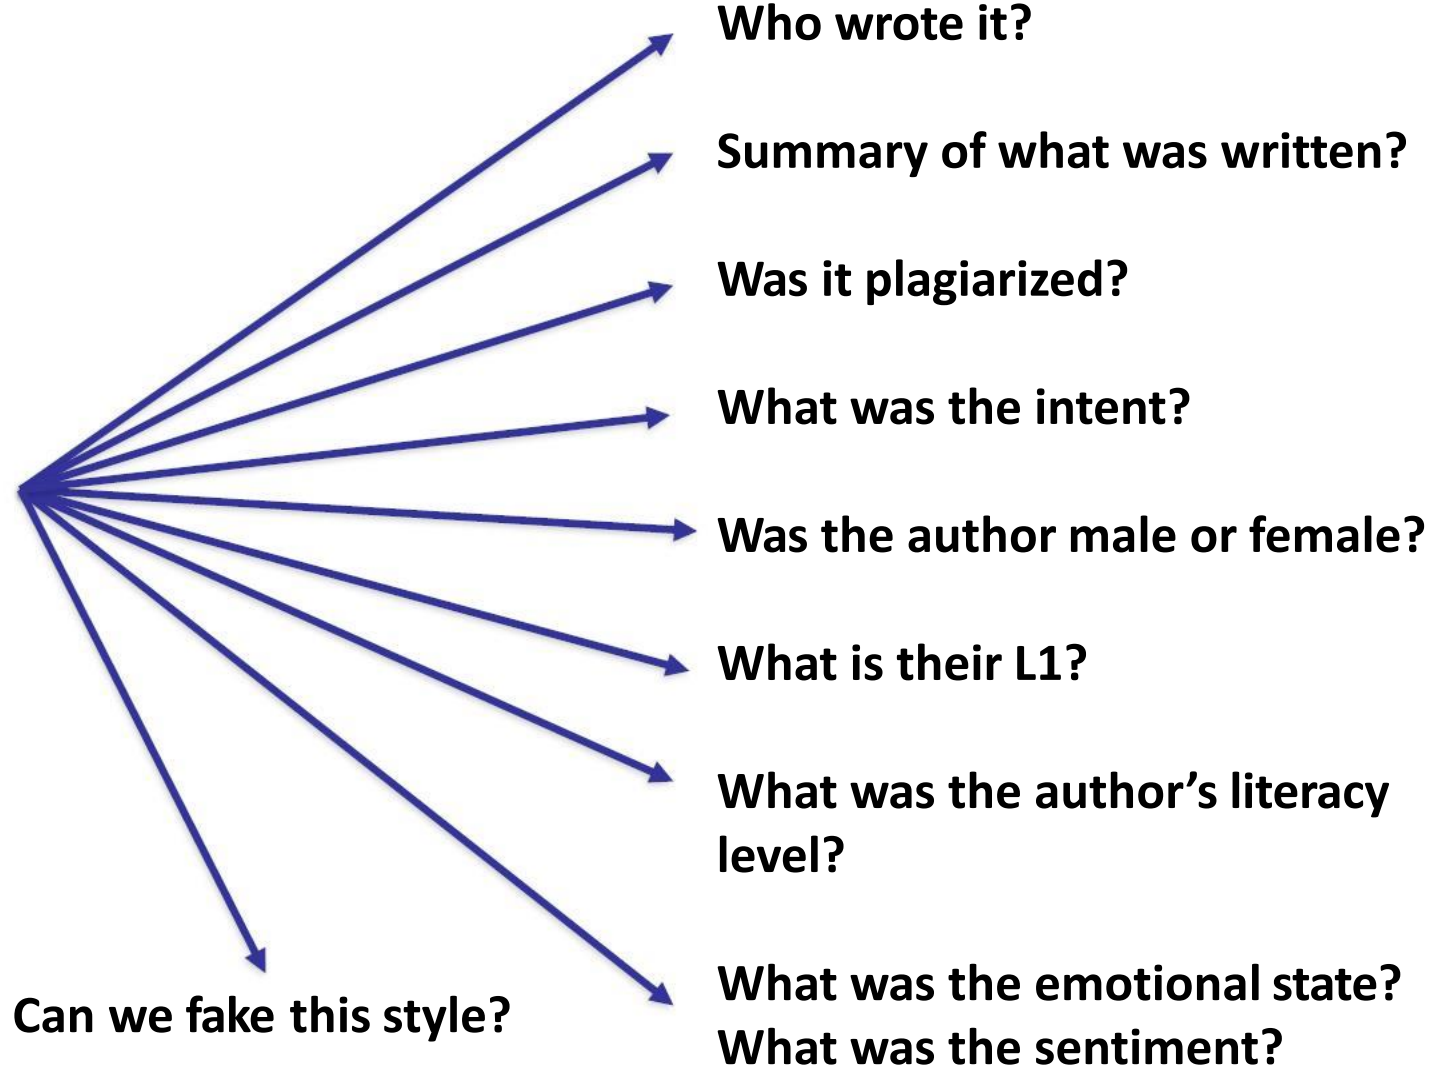 Who wrote it?
Summary of what was written?
Was it plagiarized?
What was the intent?
Was the author male or female?
What is their L1?
What was the author’s literacy
level?
What was the emotional state?
What was the sentiment?
Can we fake this style?